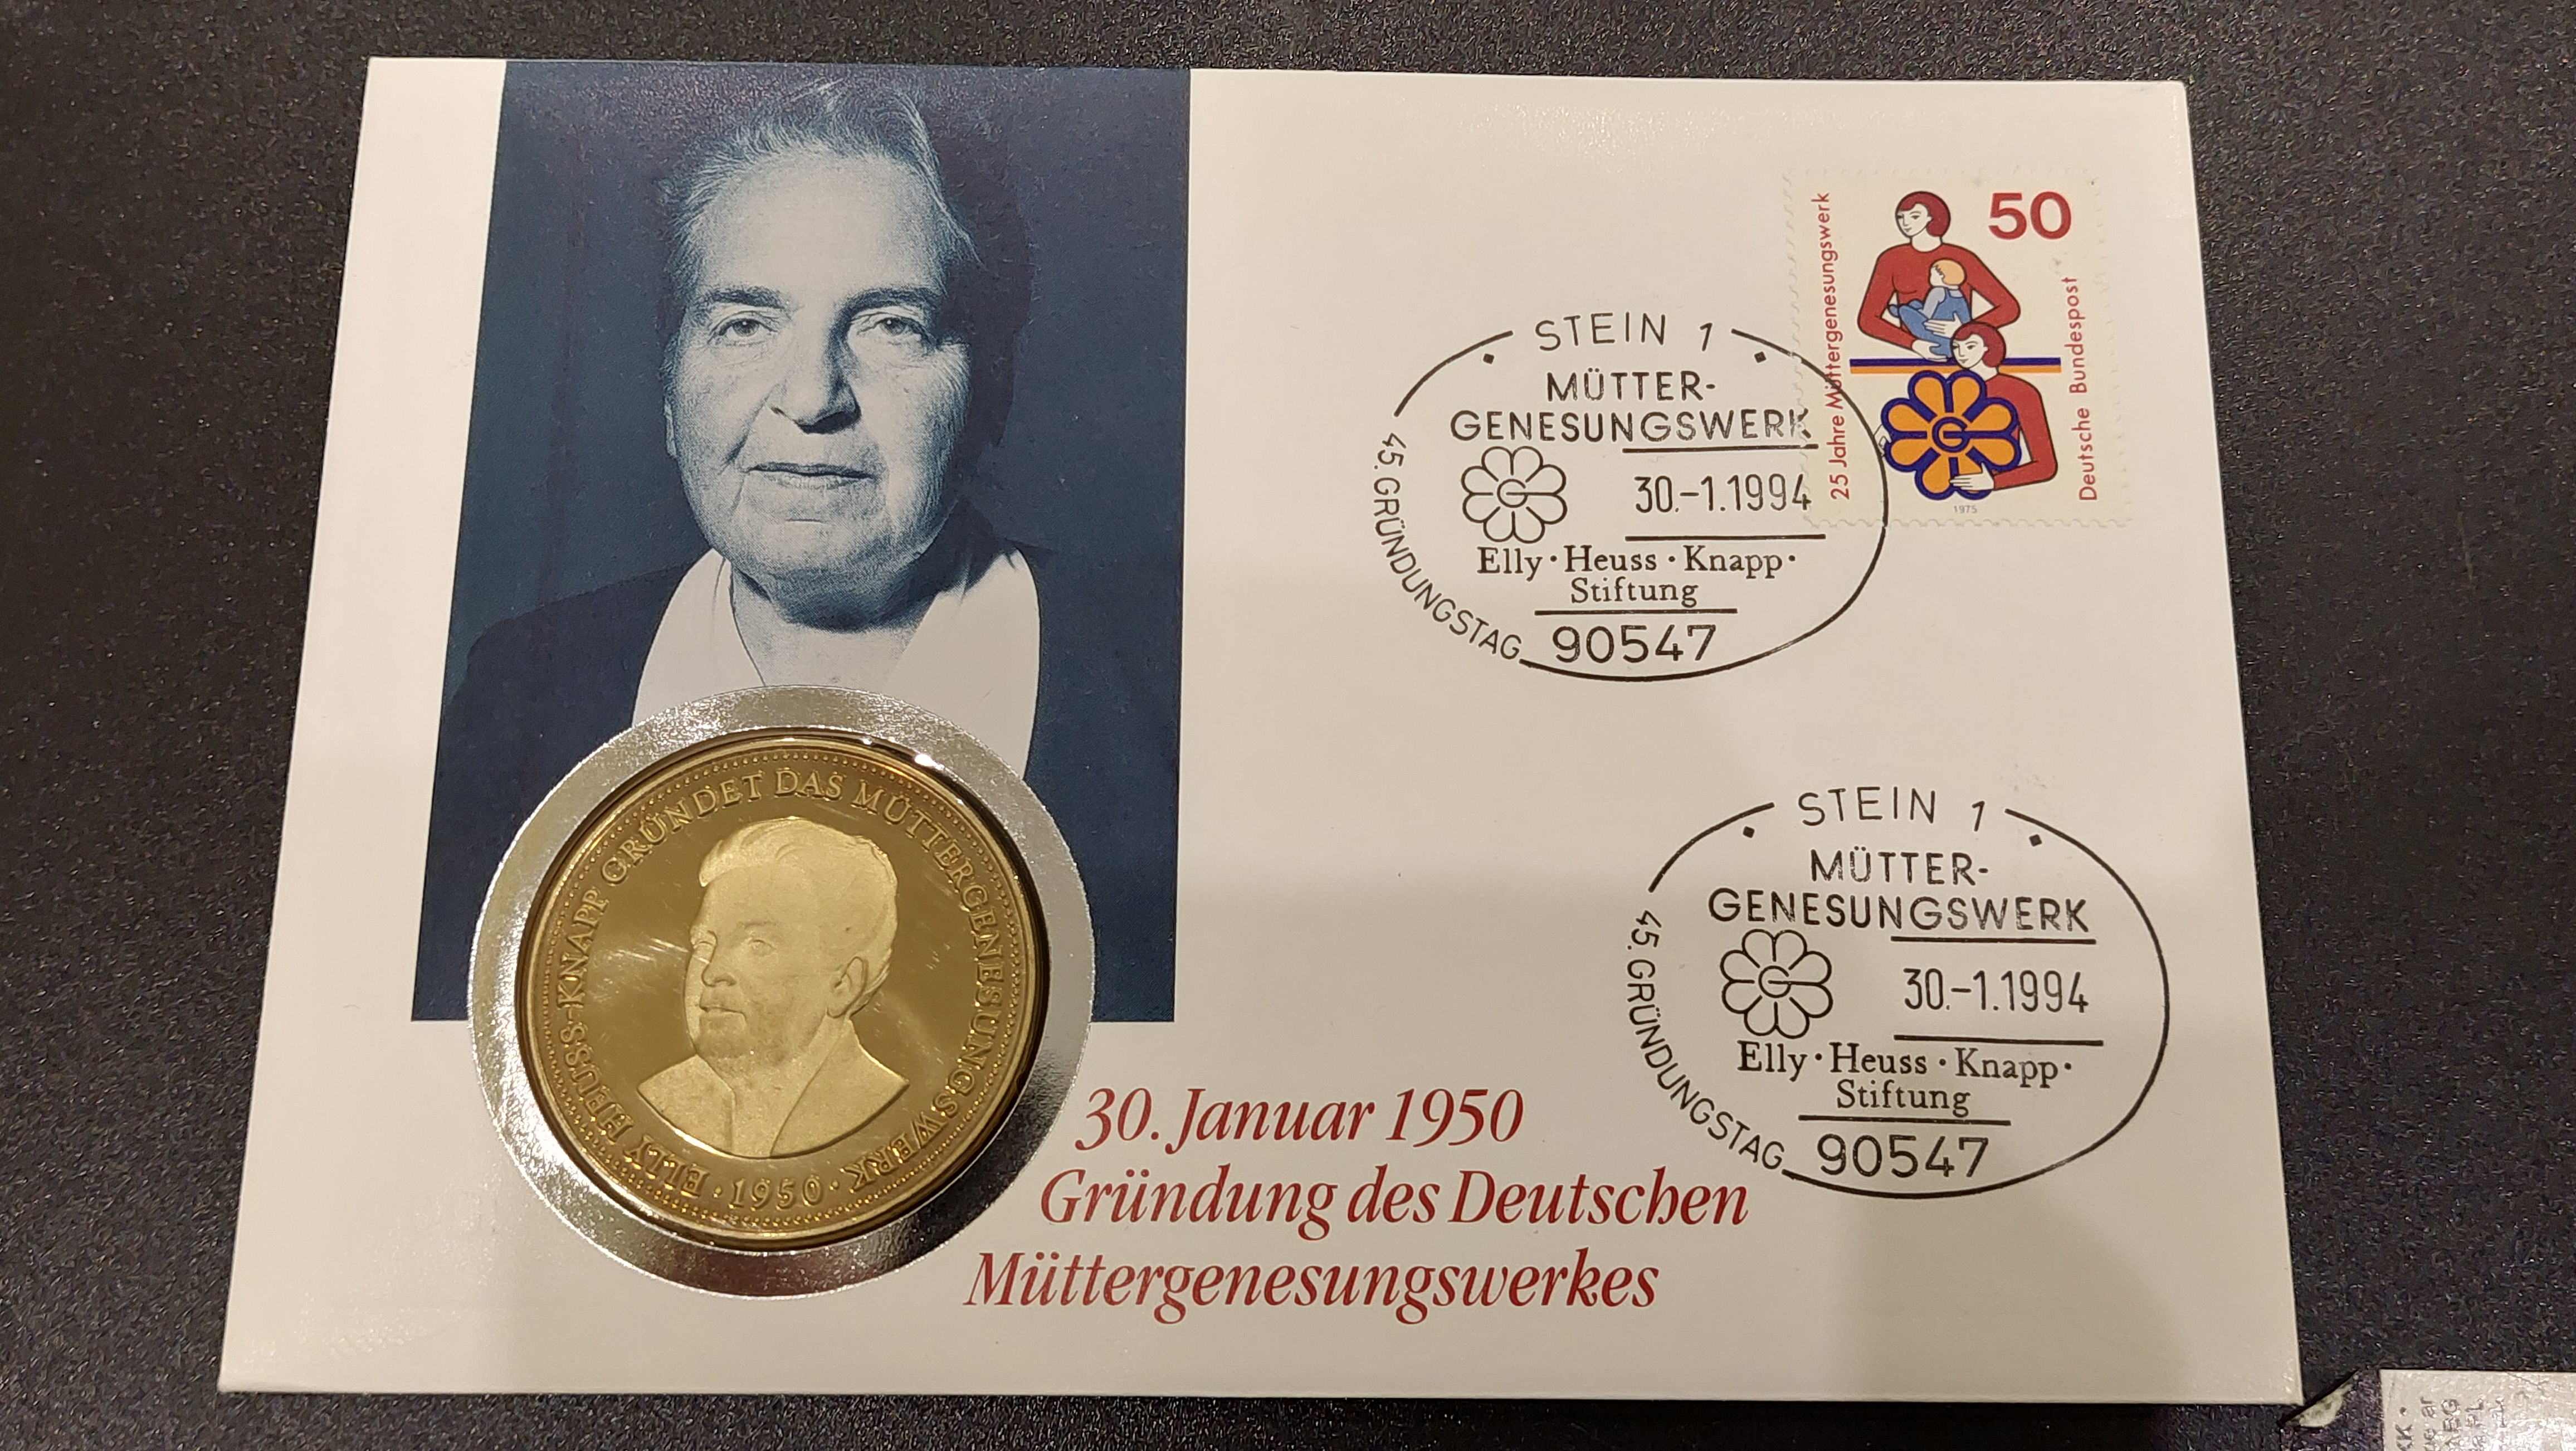 25 Jahre Müttergenesungswerk
50
Deutsche Bundespost
1975
STEIN 1
MÜTTER-
GENESUNGSWERK
30.-1.1994
Elly · Heuss · Knapp ·
Stiftung
90547
45. GRÜNDUNGSTAG
STEIN 1
MÜTTER-
GENESUNGSWERK
30.-1.1994
Elly · Heuss · Knapp ·
Stiftung
90547
45. GRÜNDUNGSTAG
ELLY HEUSS-KNAPP GRÜNDET DAS MÜTTERGENESUNGSWERK
· 1950 ·
30. Januar 1950
Gründung des Deutschen
Müttergenesungswerkes